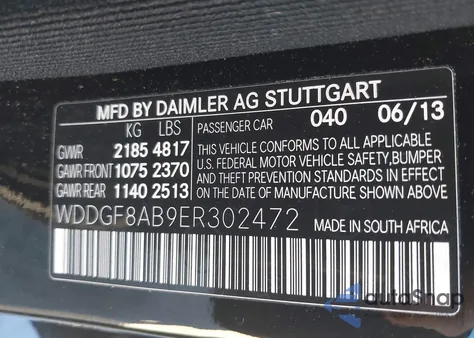 MFD BY DAIMLER AG STUTTGART
KG LBS PASSENGER CAR 040 06/13
GVWR 2185 4817 THIS VEHICLE CONFORMS TO ALL APPLICABLE
GAWR FRONT 1075 2370 U.S. FEDERAL MOTOR VEHICLE SAFETY, BUMPER
GAWR REAR 1140 2513 AND THEFT PREVENTION STANDARDS IN EFFECT
ON THE DATE OF MANUFACTURE SHOWN ABOVE.
WDDGF8AB9ER302472 MADE IN SOUTH AFRICA
autoSnap